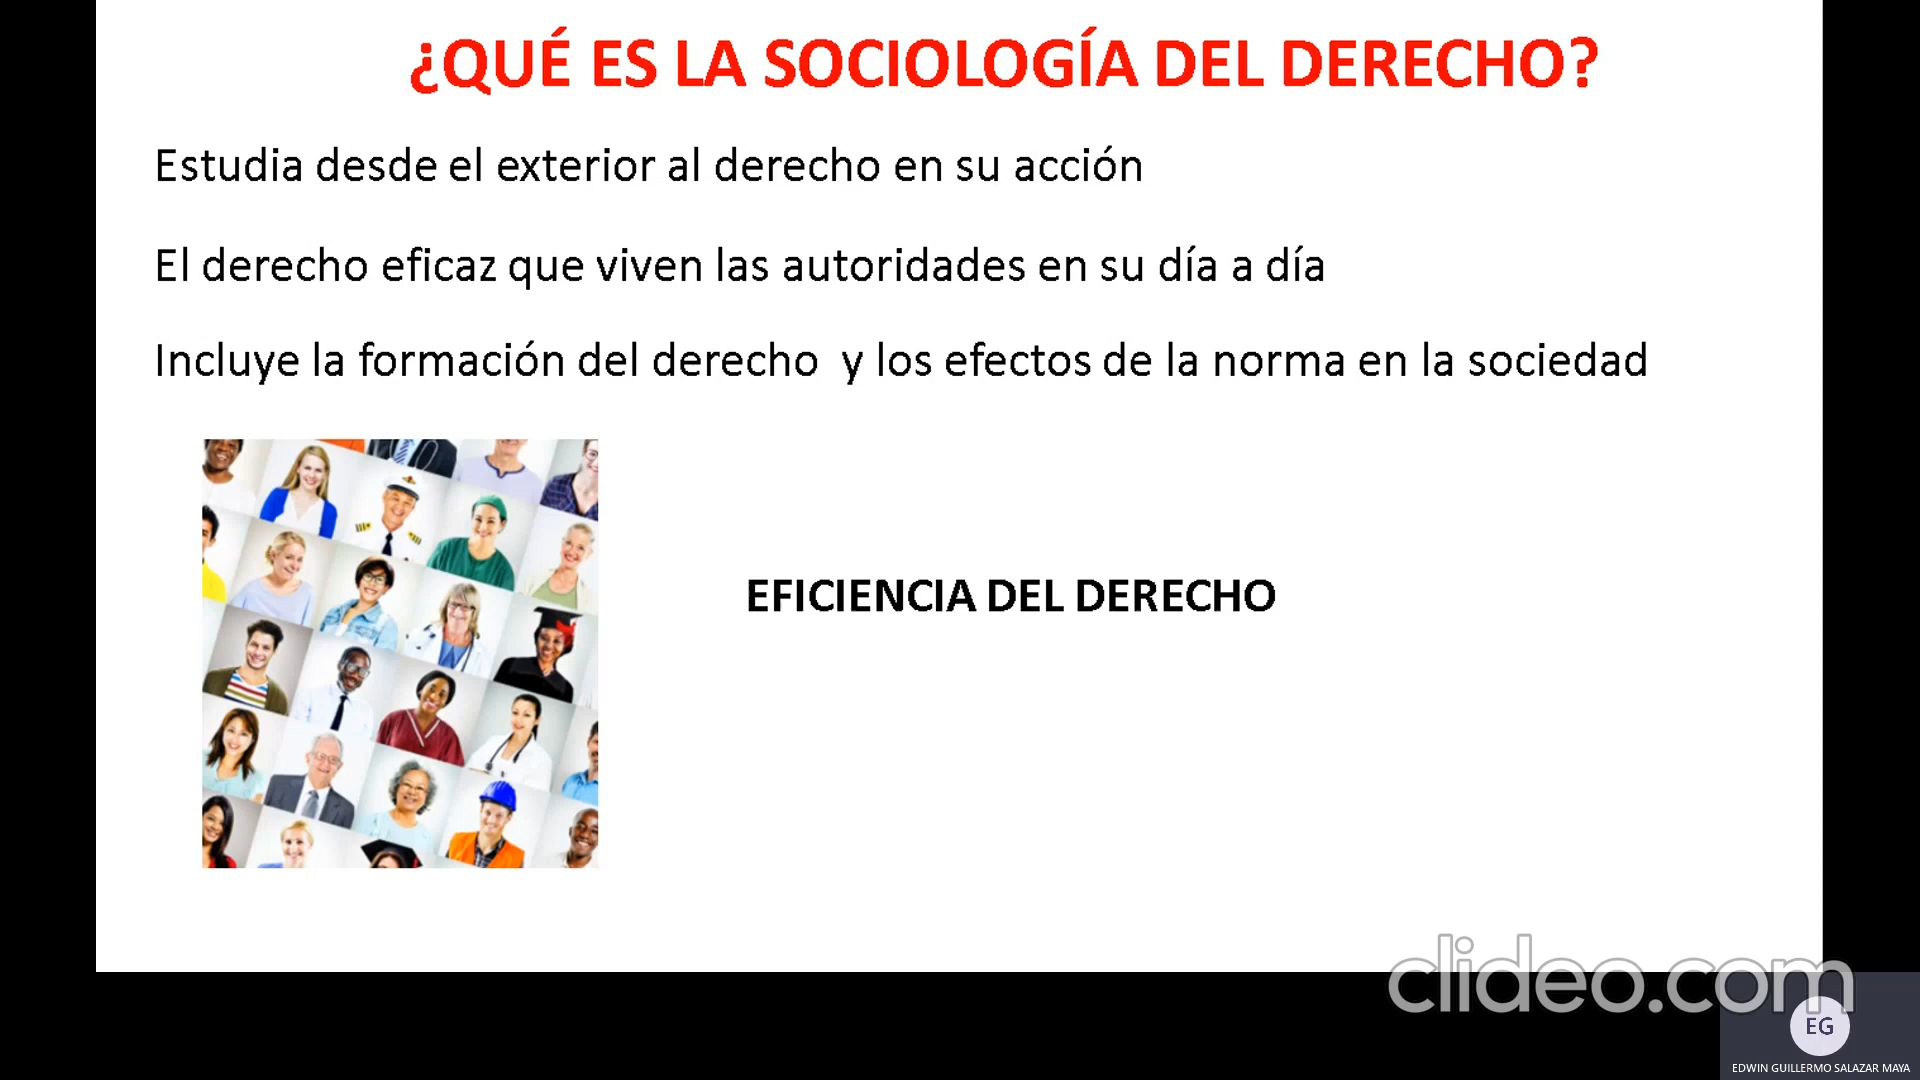 ¿QUÉ ES LA SOCIOLOGÍA DEL DERECHO?
Estudia desde el exterior al derecho en su acción
El derecho eficaz que viven las autoridades en su día a día
Incluye la formación del derecho y los efectos de la norma en la sociedad
EFICIENCIA DEL DERECHO
clideo.com
EG
EDWIN GUILLERMO SALAZAR MAYA